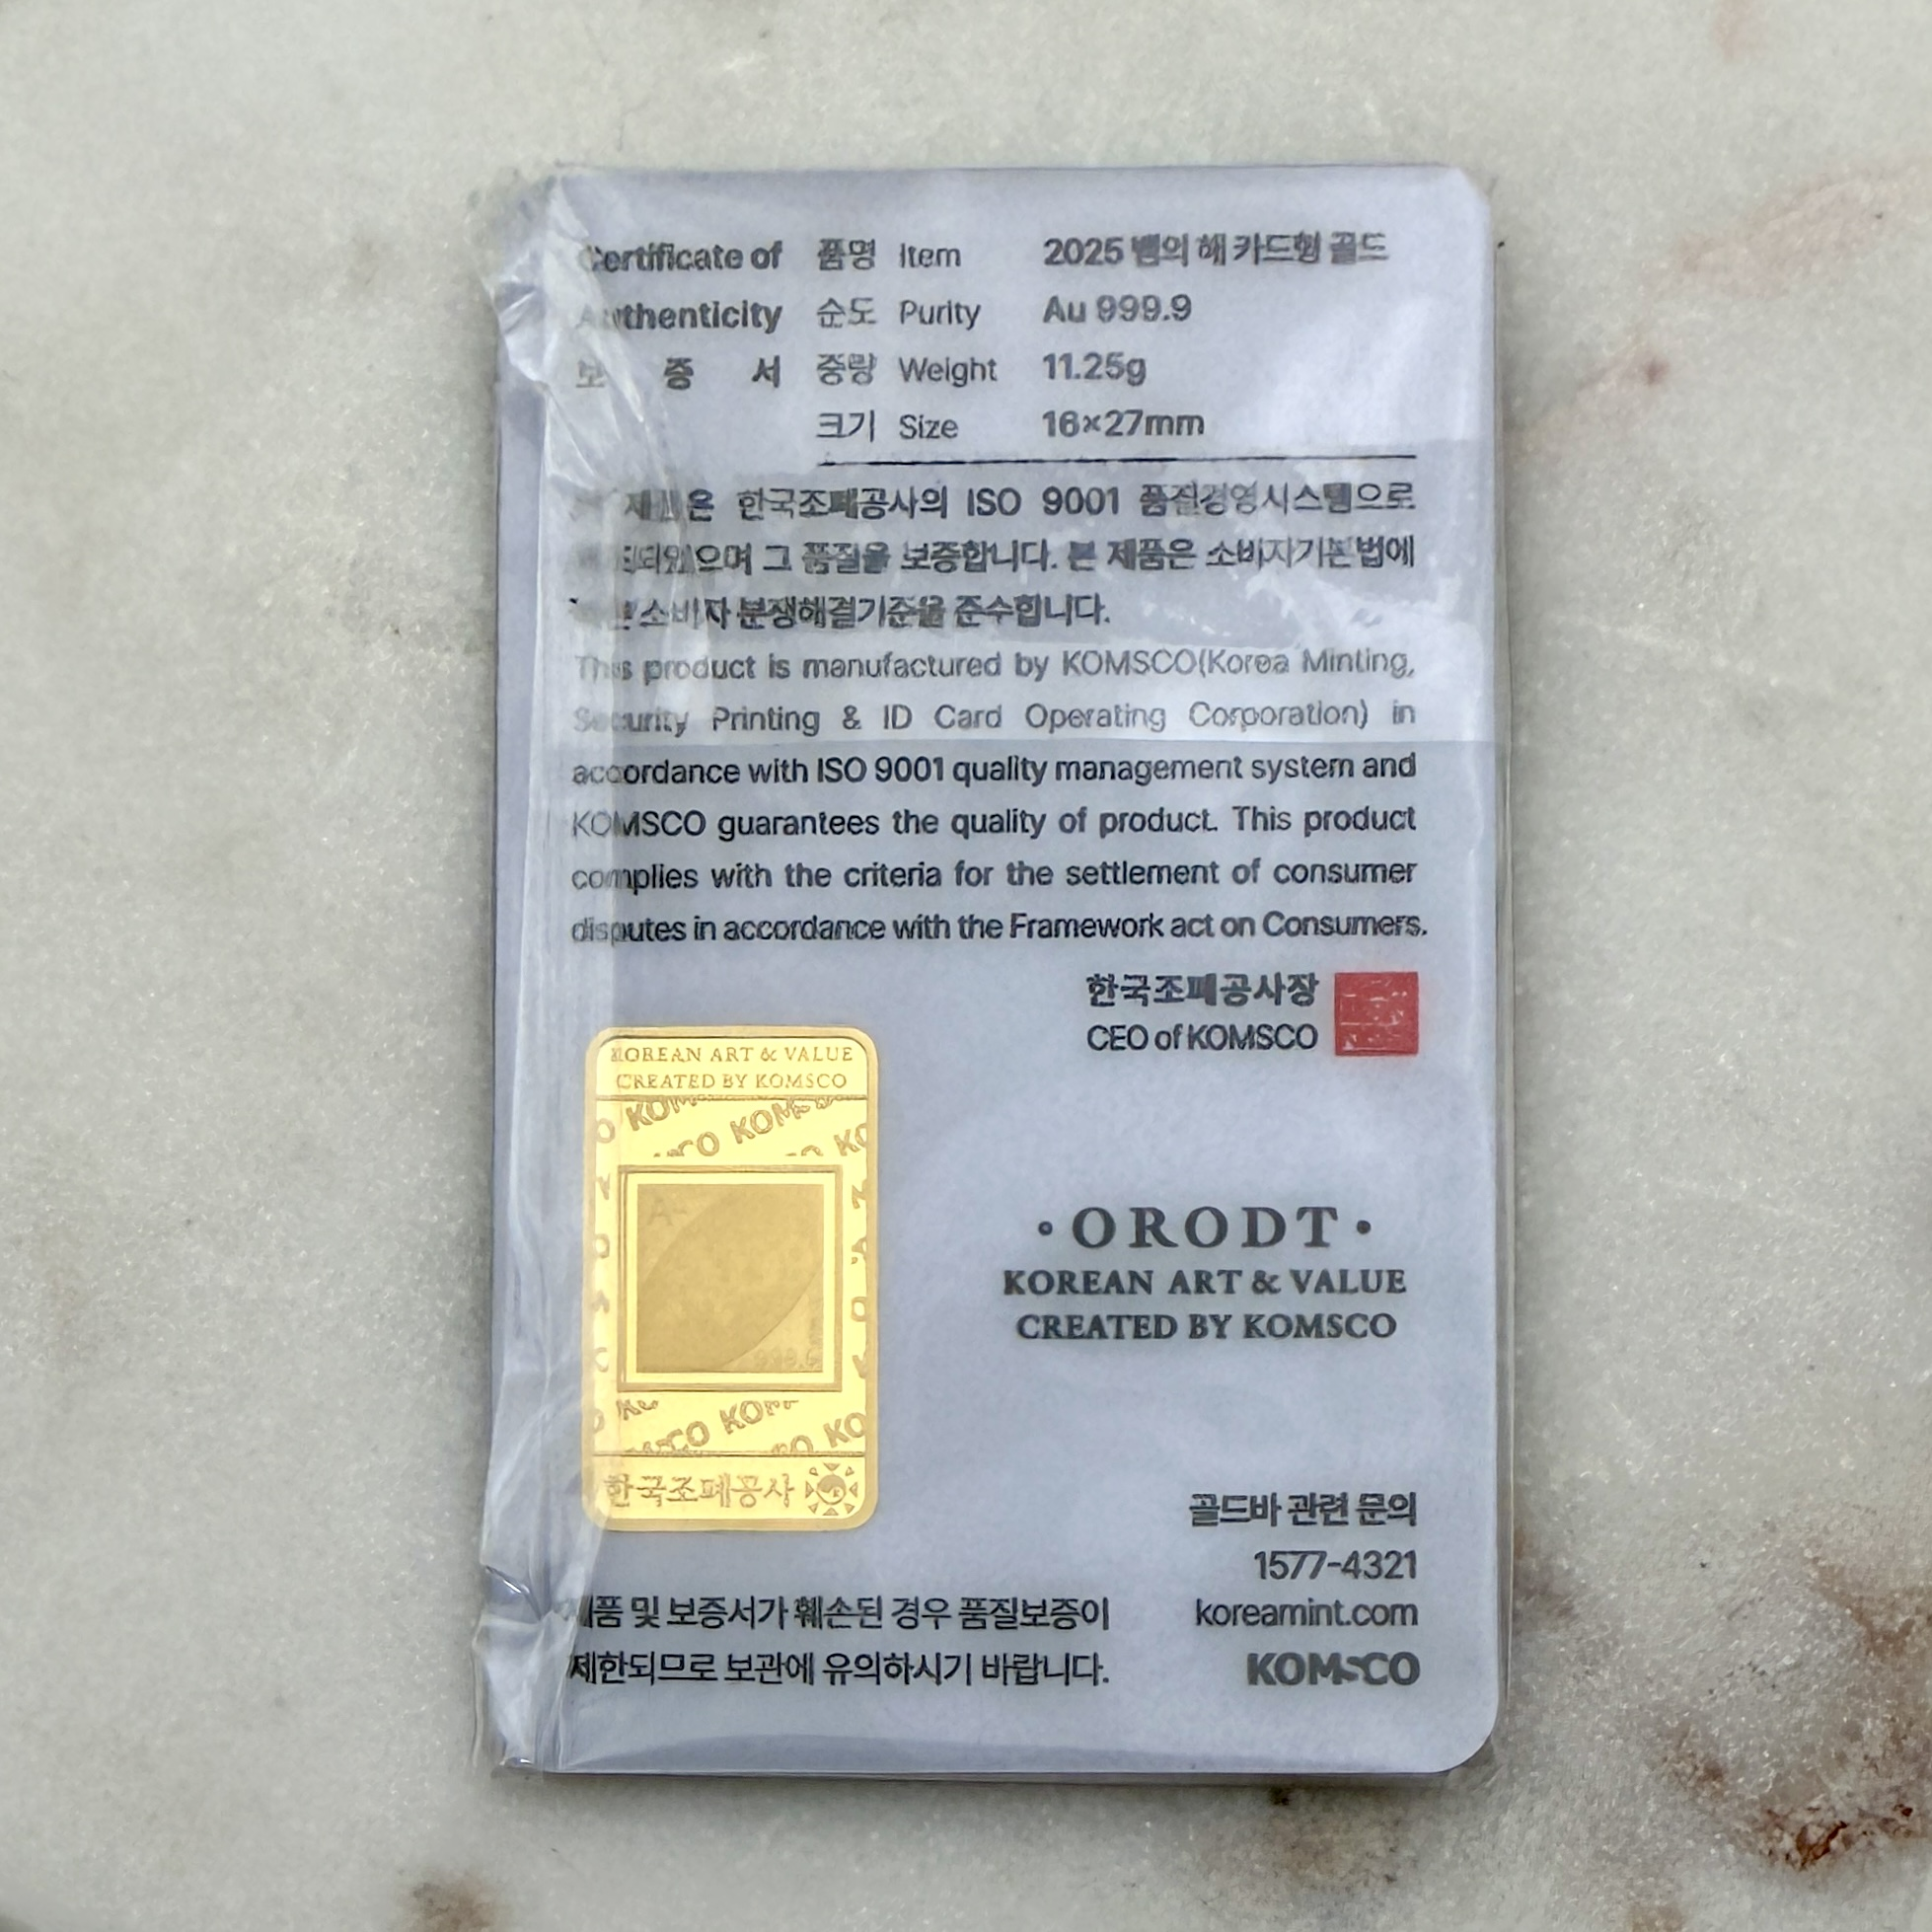 Certificate of 품명 Item 2025 뱀의 해 카드형 골드
Authenticity 순도 Purity Au 999.9
보 증 서 중량 Weight 11.25g
크기 Size 16×27mm
제품은 한국조폐공사의 ISO 9001 품질경영시스템으로
그 품질을 보증합니다. 본 제품은 소비자기본법에
소비자 분쟁해결기준을 준수합니다.
This product is manufactured by KOMSCO(Korea Minting,
Security Printing & ID Card Operating Corporation) in
accordance with ISO 9001 quality management system and
KOMSCO guarantees the quality of product. This product
complies with the criteria for the settlement of consumer
disputes in accordance with the Framework act on Consumers.
한국조폐공사장
CEO of KOMSCO
KOREAN ART & VALUE
CREATED BY KOMSCO
KOMSCO
한국조폐공사
·ORODT·
KOREAN ART & VALUE
CREATED BY KOMSCO
골드바 관련 문의
1577-4321
koreamint.com
KOMSCO
제품 및 보증서가 훼손된 경우 품질보증이
제한되므로 보관에 유의하시기 바랍니다.